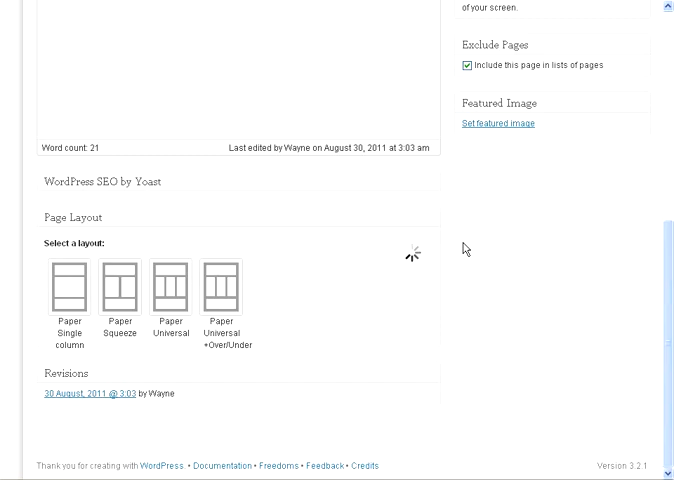 of your screen.
Exclude Pages
Include this page in lists of pages
Featured Image
Set featured image
Word count: 21 Last edited by Wayne on August 30, 2011 at 3:03 am
WordPress SEO by Yoast
Page Layout
Select a layout:
Paper Single column
Paper Squeeze
Paper Universal
Paper Universal +Over/Under
Revisions
30 August, 2011 @ 3:03 by Wayne
Thank you for creating with WordPress • Documentation • Freedoms • Feedback • Credits Version 3.2.1